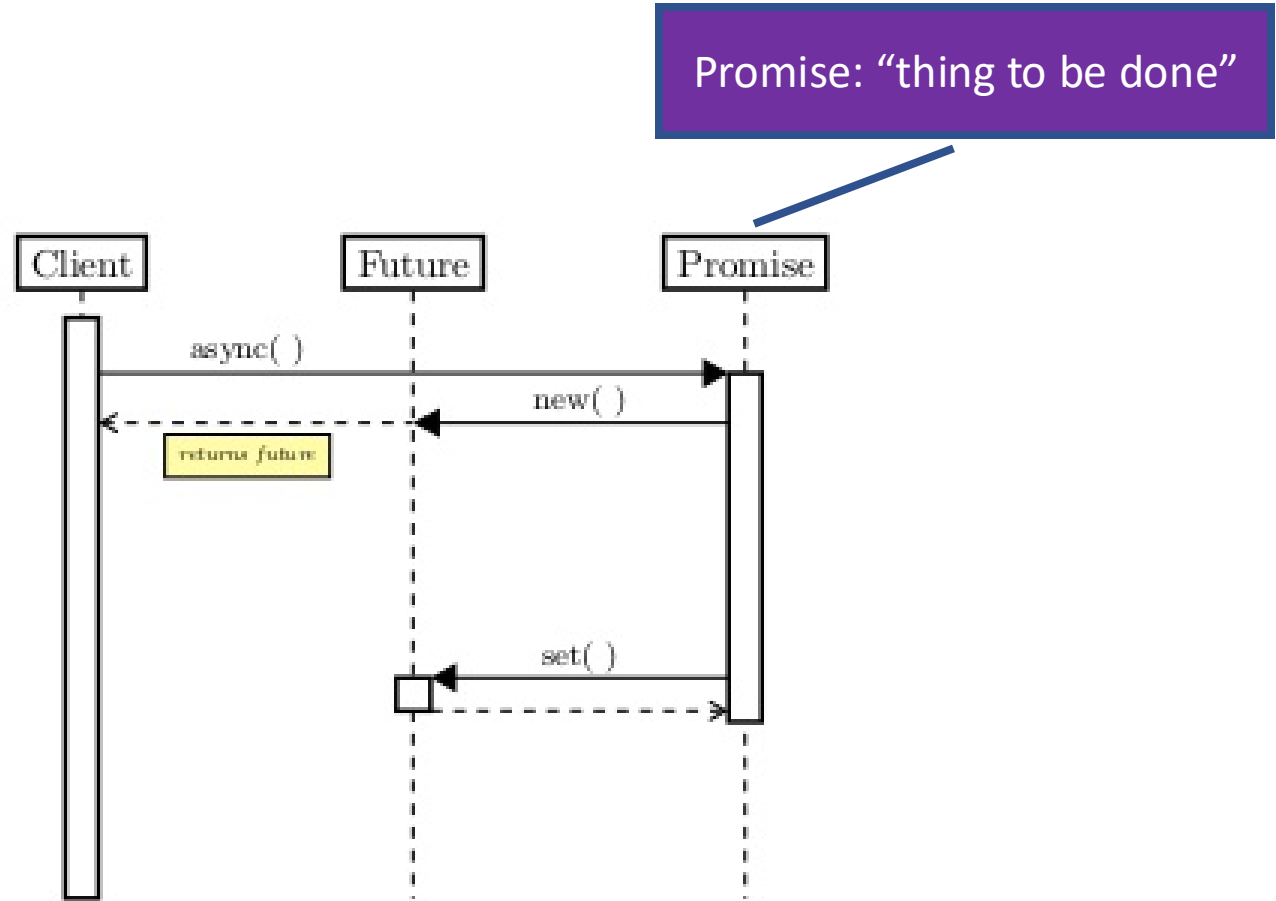 Promise: “thing to be done”
Client
Future
Promise
async( )
new( )
returns future
set( )